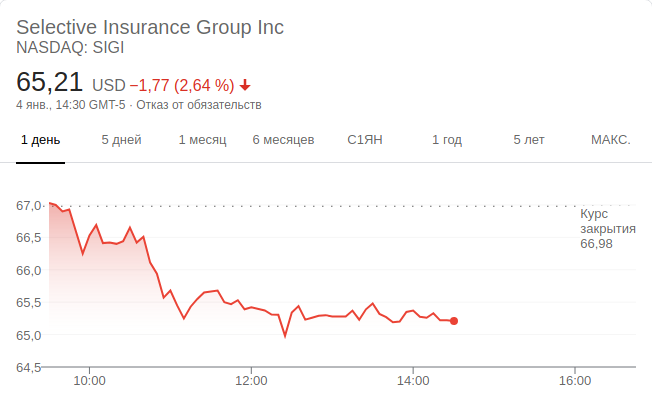 Selective Insurance Group Inc
NASDAQ: SIGI
65,21 USD −1,77 (2,64 %)
4 янв., 14:30 GMT-5 · Отказ от обязательств
1 день 5 дней 1 месяц 6 месяцев С1ЯН 1 год 5 лет МАКС.
67,0
66,5
66,0
65,5
65,0
64,5
Курс
закрытия
66,98
10:00 12:00 14:00 16:00